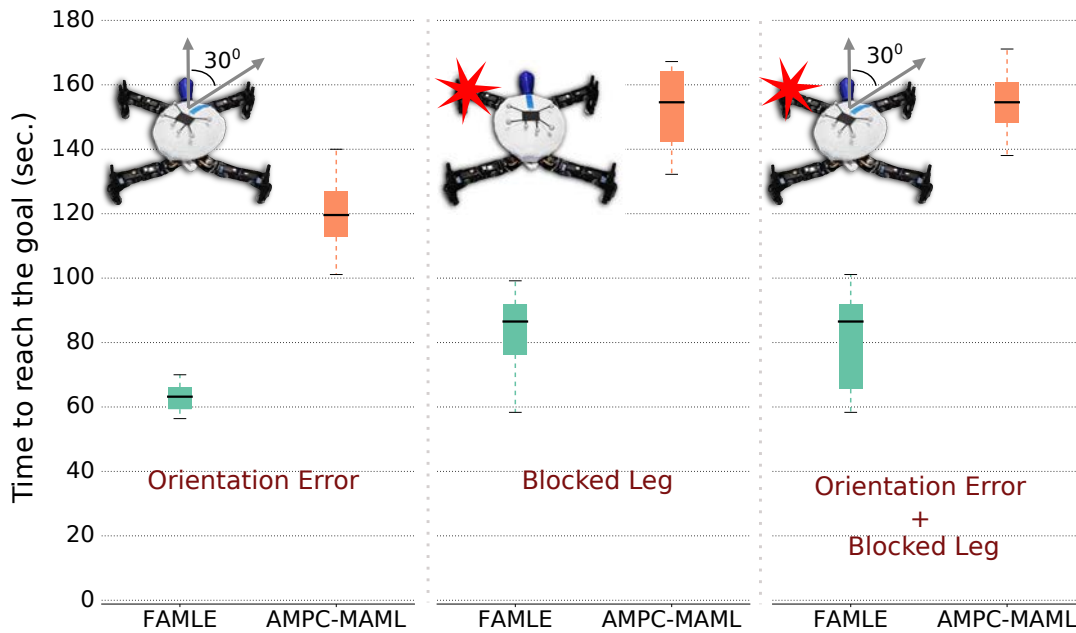 Time to reach the goal (sec.)
180
160
140
120
100
80
60
40
20
0
30⁰
Orientation Error
FAMLE AMPC-MAML
Blocked Leg
FAMLE AMPC-MAML
30⁰
Orientation Error
+
Blocked Leg
FAMLE AMPC-MAML